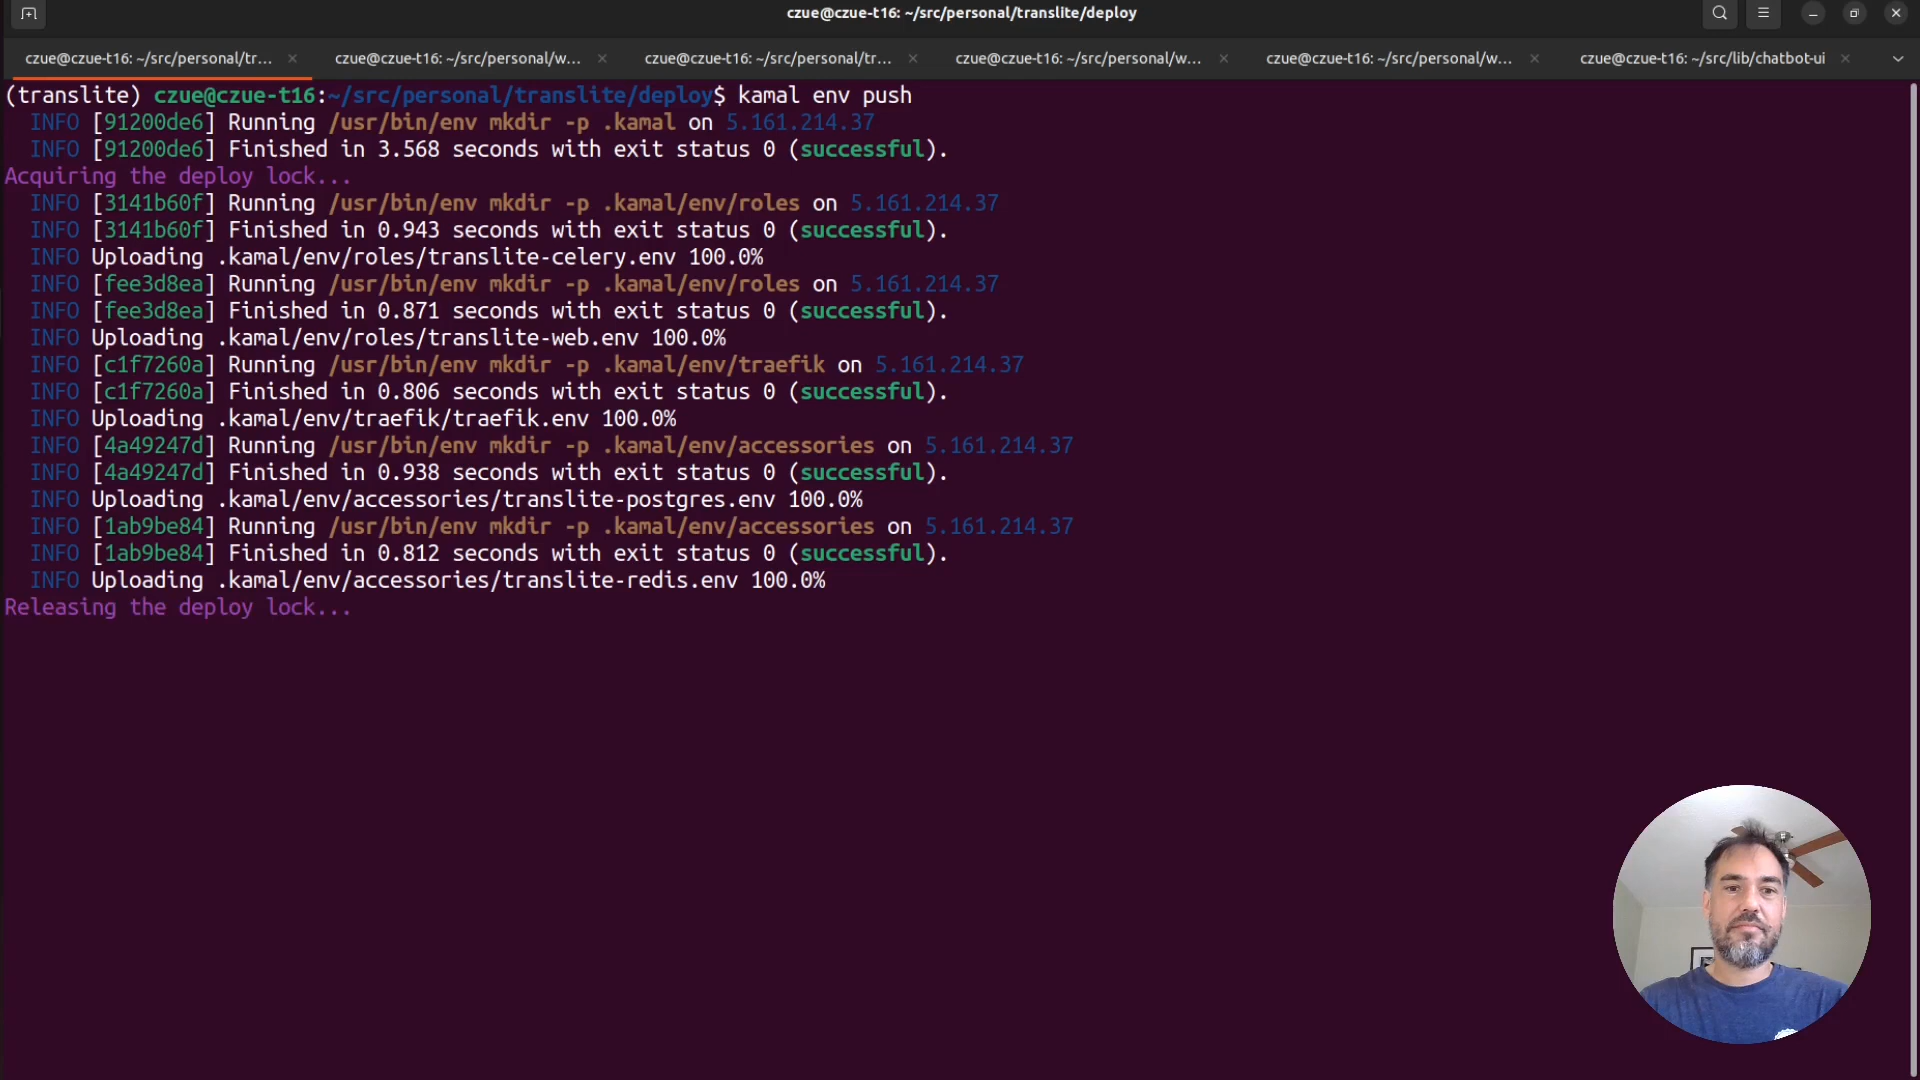 czue@czue-t16: ~/src/personal/translite/deploy
czue@czue-t16: ~/src/personal/tr... czue@czue-t16: ~/src/personal/w... czue@czue-t16: ~/src/personal/tr... czue@czue-t16: ~/src/personal/w... czue@czue-t16: ~/src/personal/w... czue@czue-t16: ~/src/lib/chatbot-ui
(translite) czue@czue-t16:~/src/personal/translite/deploy$ kamal env push
INFO [91200de6] Running /usr/bin/env mkdir -p .kamal on 5.161.214.37
INFO [91200de6] Finished in 3.568 seconds with exit status 0 (successful).
Acquiring the deploy lock...
INFO [3141b60f] Running /usr/bin/env mkdir -p .kamal/env/roles on 5.161.214.37
INFO [3141b60f] Finished in 0.943 seconds with exit status 0 (successful).
INFO Uploading .kamal/env/roles/translite-celery.env 100.0%
INFO [fee3d8ea] Running /usr/bin/env mkdir -p .kamal/env/roles on 5.161.214.37
INFO [fee3d8ea] Finished in 0.871 seconds with exit status 0 (successful).
INFO Uploading .kamal/env/roles/translite-web.env 100.0%
INFO [c1f7260a] Running /usr/bin/env mkdir -p .kamal/env/traefik on 5.161.214.37
INFO [c1f7260a] Finished in 0.806 seconds with exit status 0 (successful).
INFO Uploading .kamal/env/traefik/traefik.env 100.0%
INFO [4a49247d] Running /usr/bin/env mkdir -p .kamal/env/accessories on 5.161.214.37
INFO [4a49247d] Finished in 0.938 seconds with exit status 0 (successful).
INFO Uploading .kamal/env/accessories/translite-postgres.env 100.0%
INFO [1ab9be84] Running /usr/bin/env mkdir -p .kamal/env/accessories on 5.161.214.37
INFO [1ab9be84] Finished in 0.812 seconds with exit status 0 (successful).
INFO Uploading .kamal/env/accessories/translite-redis.env 100.0%
Releasing the deploy lock...